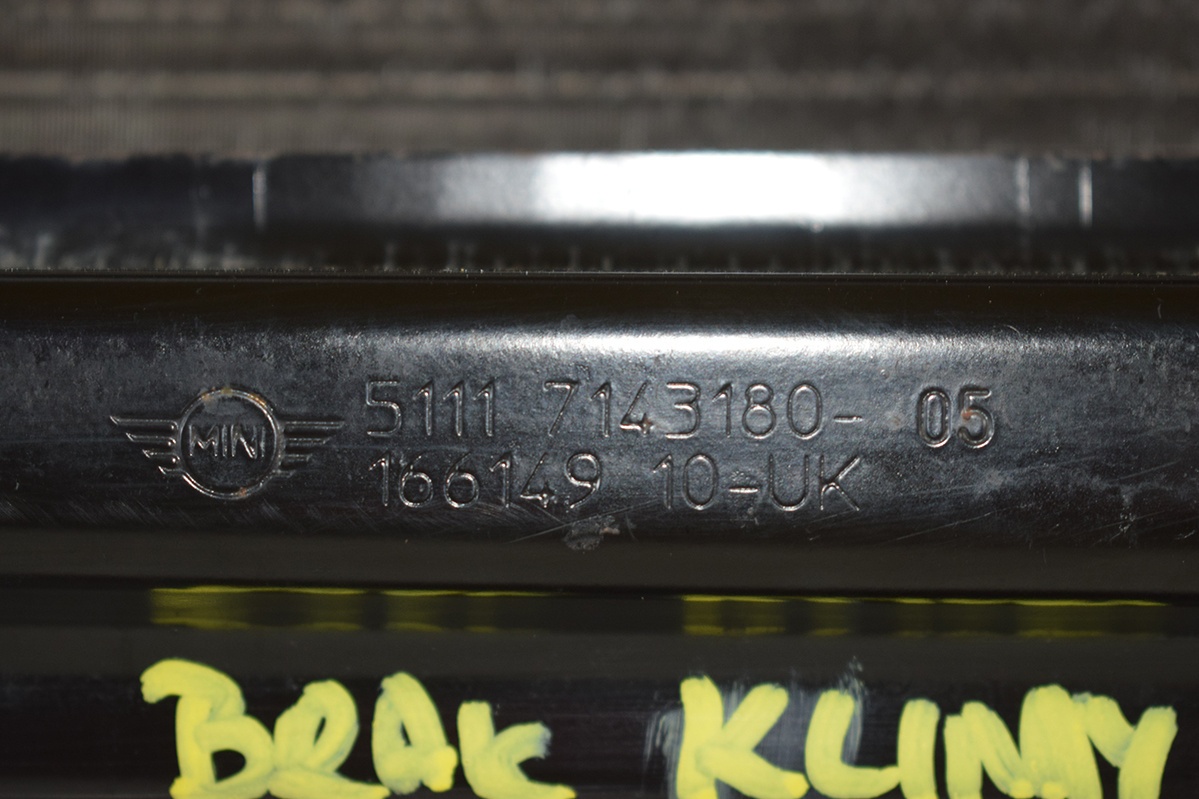 MINI
5111 7143180- 05
166149 10-UK
BRAK KLIMY